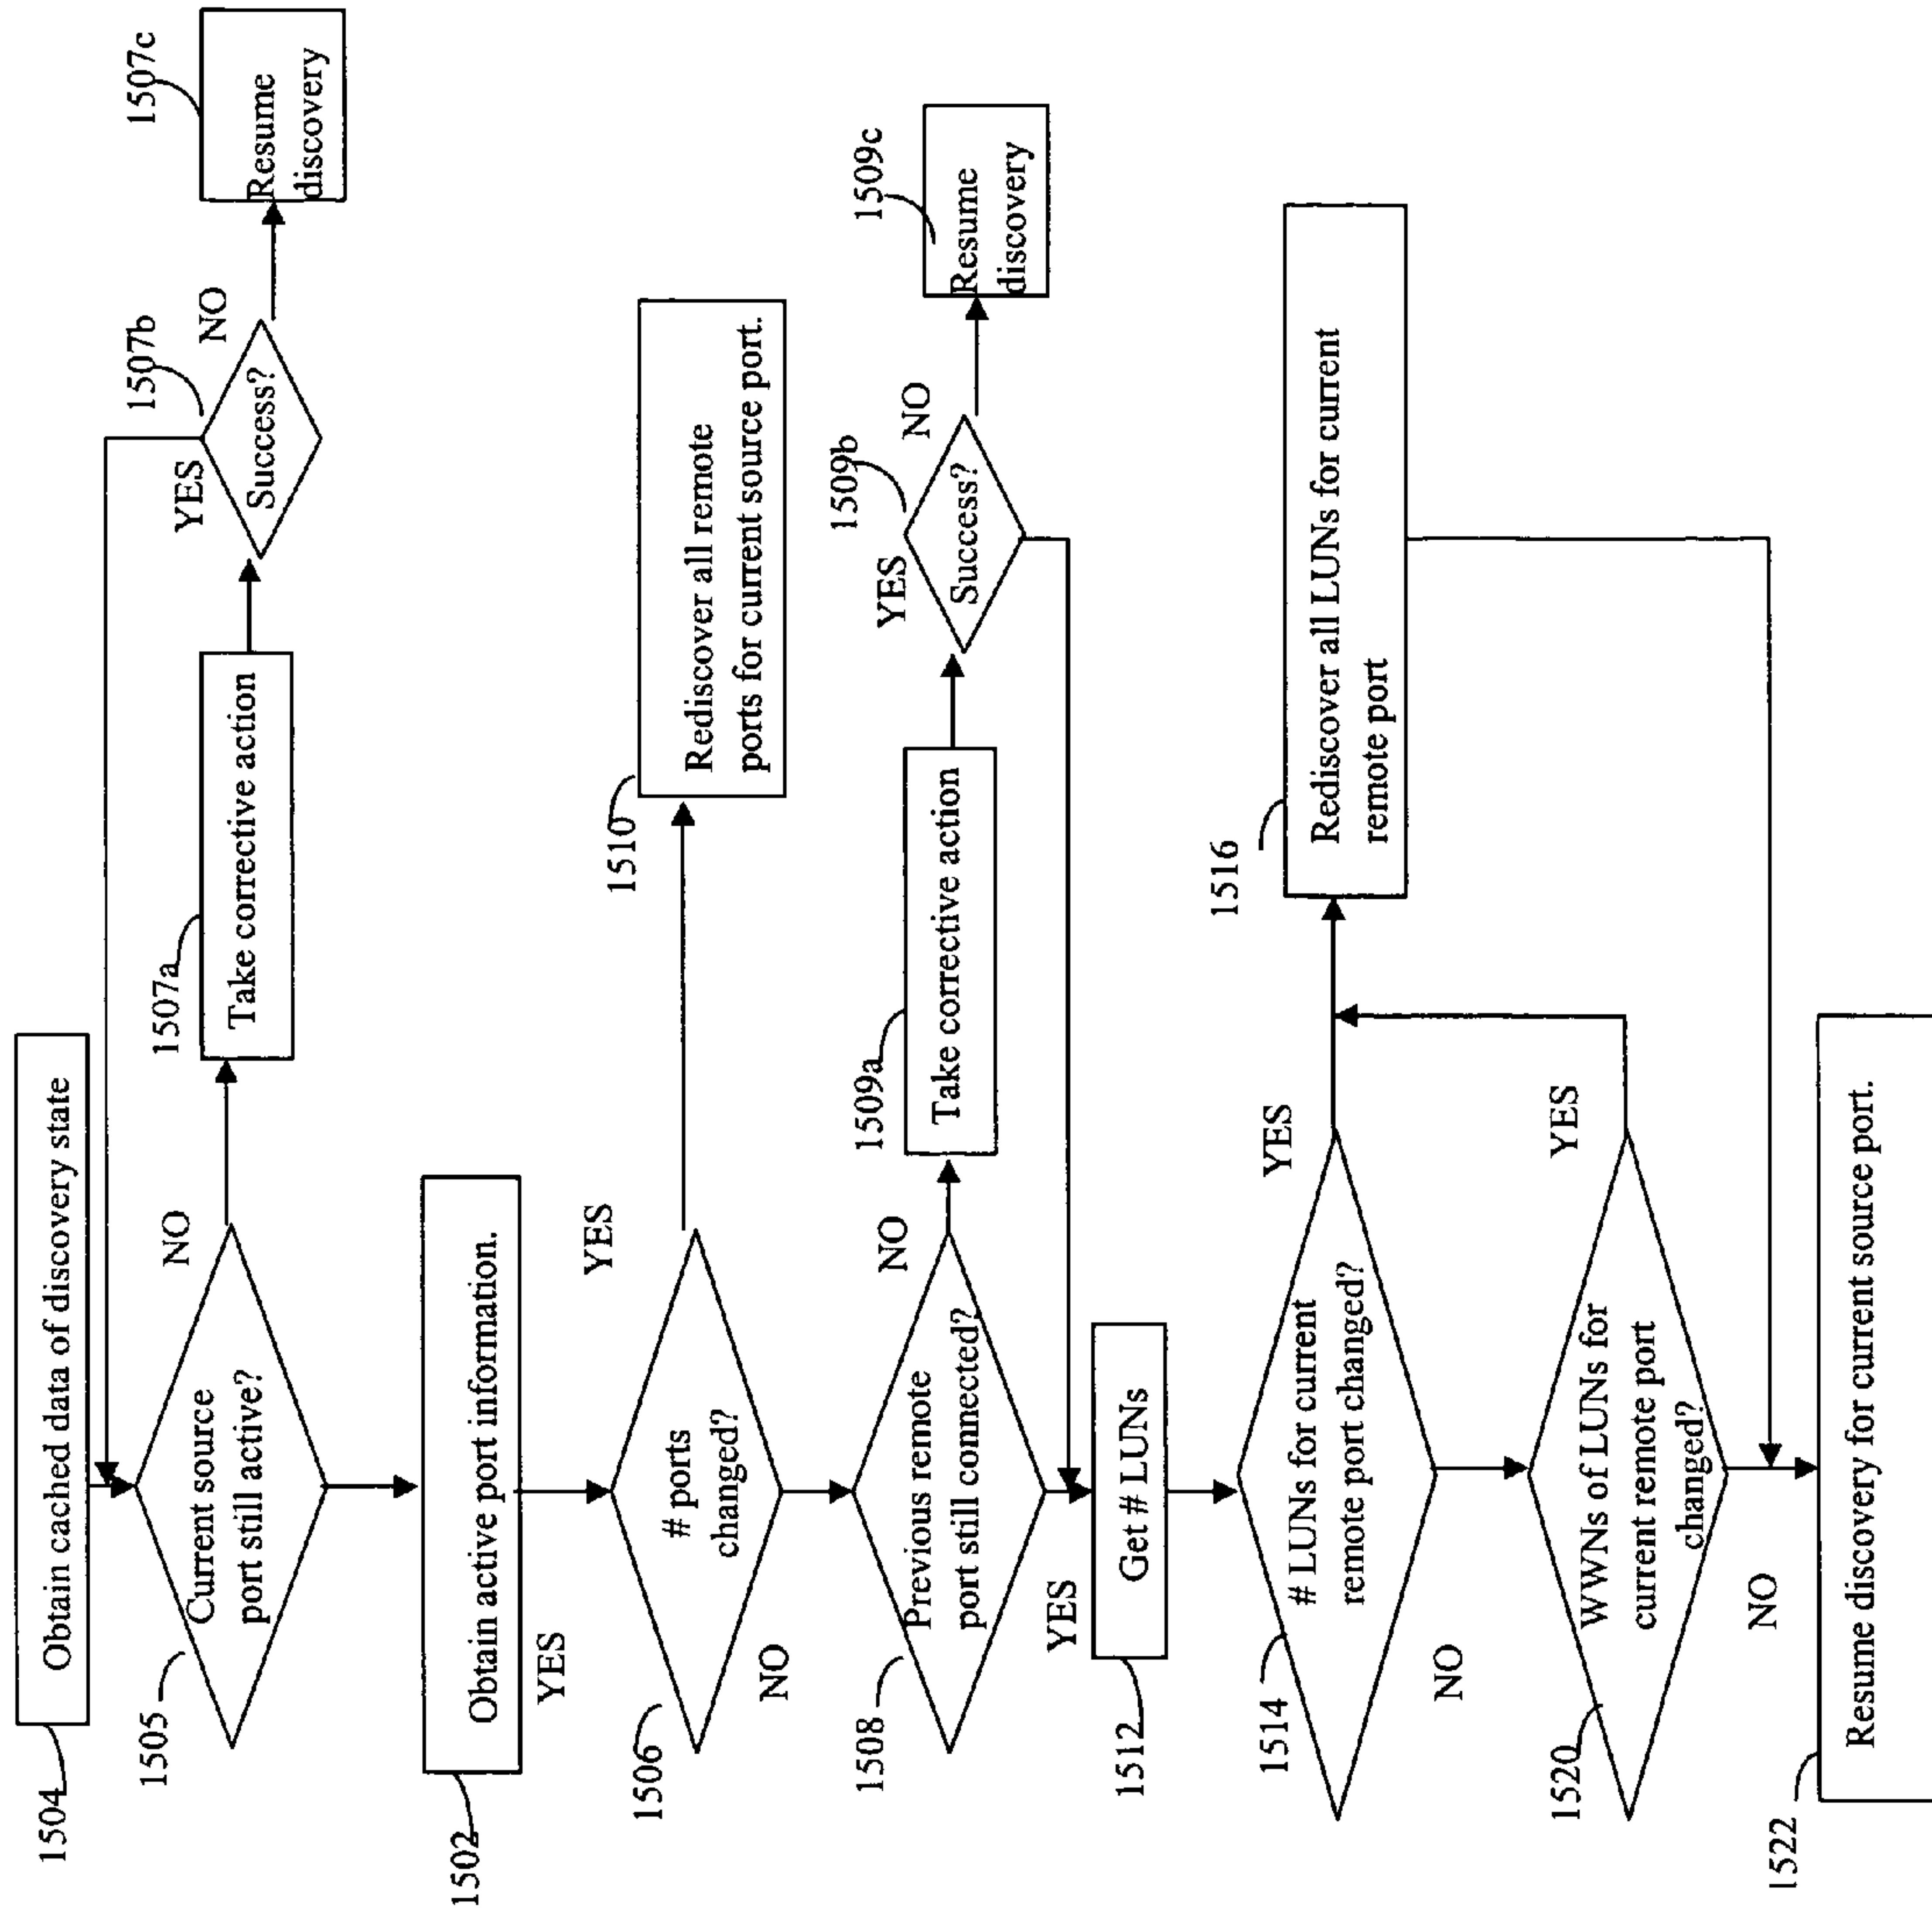 1504
Obtain cached data of discovery state
1505
Current source
port still active?
NO
1507a
Take corrective action
1507b
YES
Success?
NO
1507c
Resume
discovery
1502
Obtain active port information.
YES
1506
# ports
changed?
YES
NO
1510
Rediscover all remote
ports for current source port.
1508
Previous remote
port still connected?
NO
YES
1509a
Take corrective action
1509b
YES
Success?
NO
1509c
Resume
discovery
1512
Get # LUNs
1514
# LUNs for current
remote port changed?
YES
NO
1516
Rediscover all LUNs for current
remote port
1520
WWNs of LUNs for
current remote port
changed?
YES
NO
1522
Resume discovery for current source port.